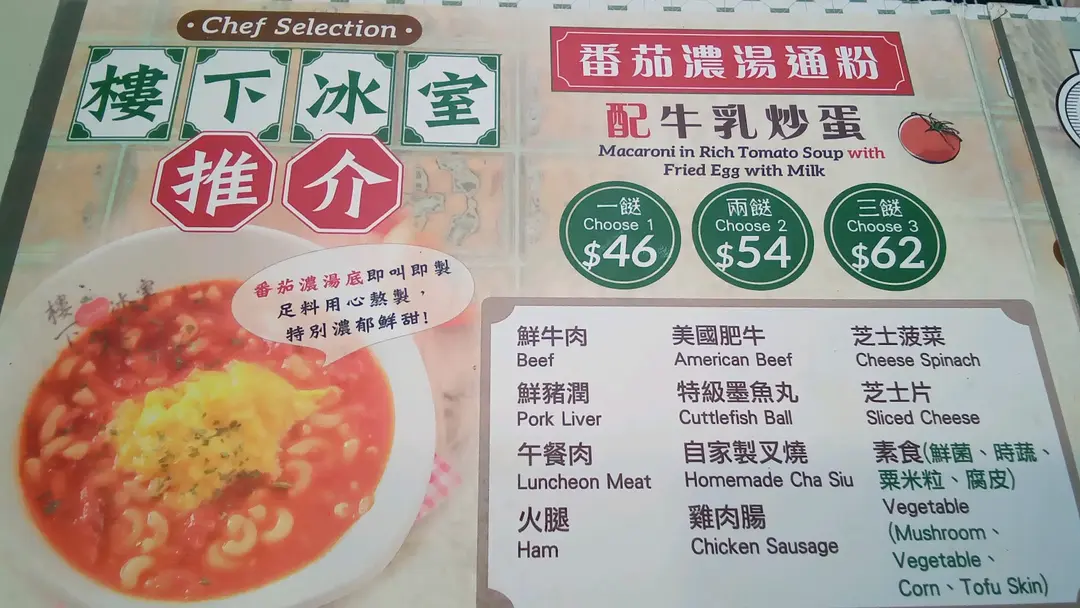 Chef Selection
樓下冰室
推介
番茄濃湯底即叫即製
足料用心熬製，
特別濃郁鮮甜!
番茄濃湯通粉
配牛乳炒蛋
Macaroni in Rich Tomato Soup with
Fried Egg with Milk
一餸
Choose 1
$46
兩餸
Choose 2
$54
三餸
Choose 3
$62
鮮牛肉
Beef
鮮豬潤
Pork Liver
午餐肉
Luncheon Meat
火腿
Ham
美國肥牛
American Beef
特級墨魚丸
Cuttlefish Ball
自家製叉燒
Homemade Cha Siu
雞肉腸
Chicken Sausage
芝士菠菜
Cheese Spinach
芝士片
Sliced Cheese
素食(鮮菌、時蔬、
粟米粒、腐皮)
Vegetable
(Mushroom、
Vegetable、
Corn、Tofu Skin)
樓下冰室